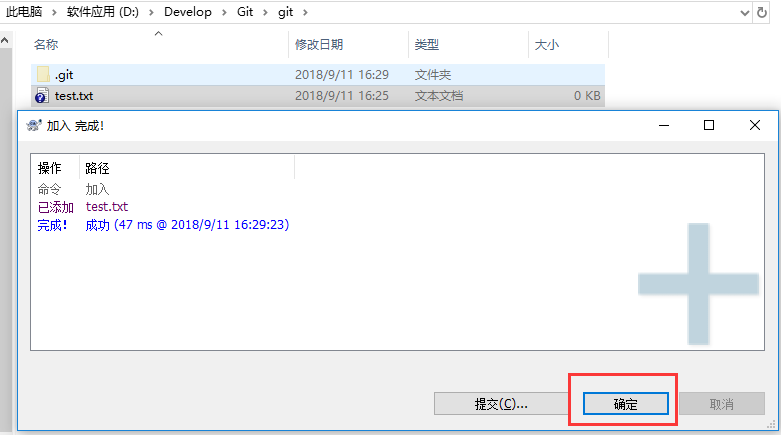 此电脑 > 软件应用 (D:) > Develop > Git > git >
名称 修改日期 类型 大小
.git 2018/9/11 16:29 文件夹
test.txt 2018/9/11 16:25 文本文档 0 KB
加入 完成!
操作 路径
命令 加入
已添加 test.txt
完成! 成功 (47 ms @ 2018/9/11 16:29:23)
提交(C)... 确定 取消